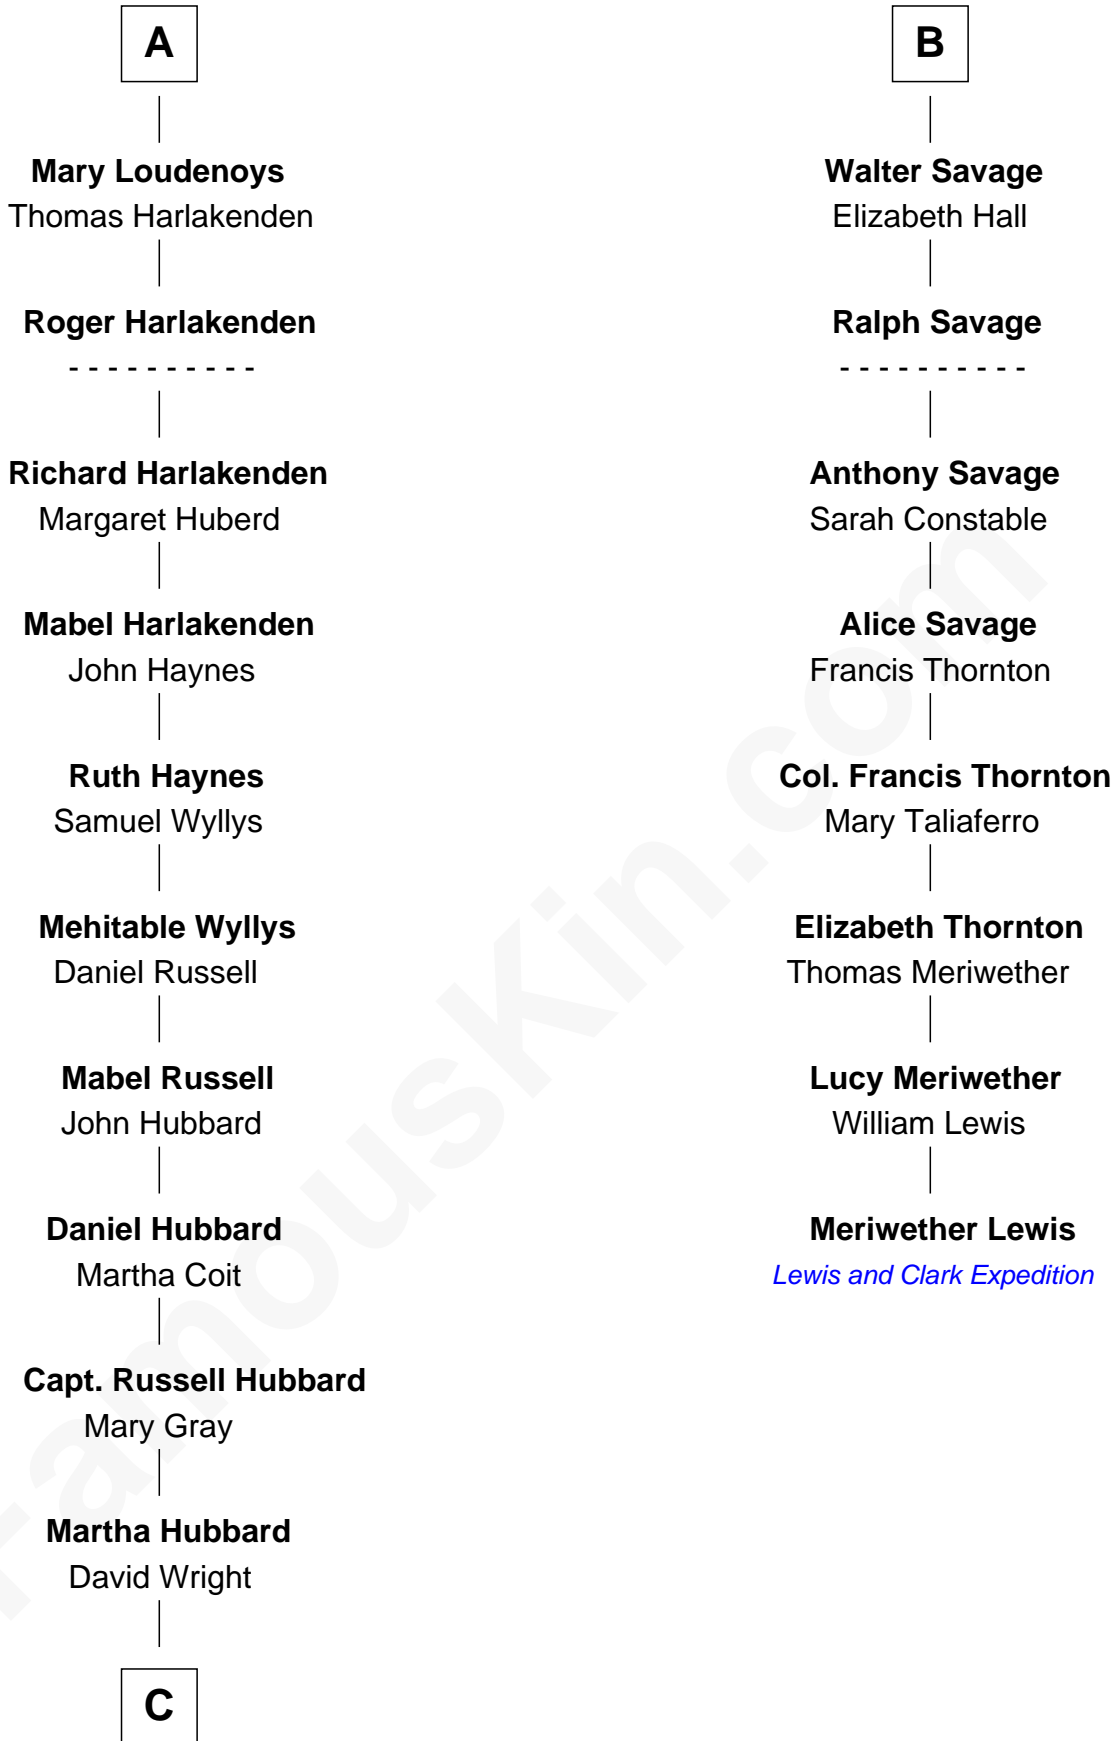 A
Mary Loudenoys
Thomas Harlakenden
Roger Harlakenden
- - - - - - - - - -
Richard Harlakenden
Margaret Huberd
Mabel Harlakenden
John Haynes
Ruth Haynes
Samuel Wyllys
Mehitable Wyllys
Daniel Russell
Mabel Russell
John Hubbard
Daniel Hubbard
Martha Coit
Capt. Russell Hubbard
Mary Gray
Martha Hubbard
David Wright
C
B
Walter Savage
Elizabeth Hall
Ralph Savage
- - - - - - - - - -
Anthony Savage
Sarah Constable
Alice Savage
Francis Thornton
Col. Francis Thornton
Mary Taliaferro
Elizabeth Thornton
Thomas Meriwether
Lucy Meriwether
William Lewis
Meriwether Lewis
Lewis and Clark Expedition
FamousKin.com